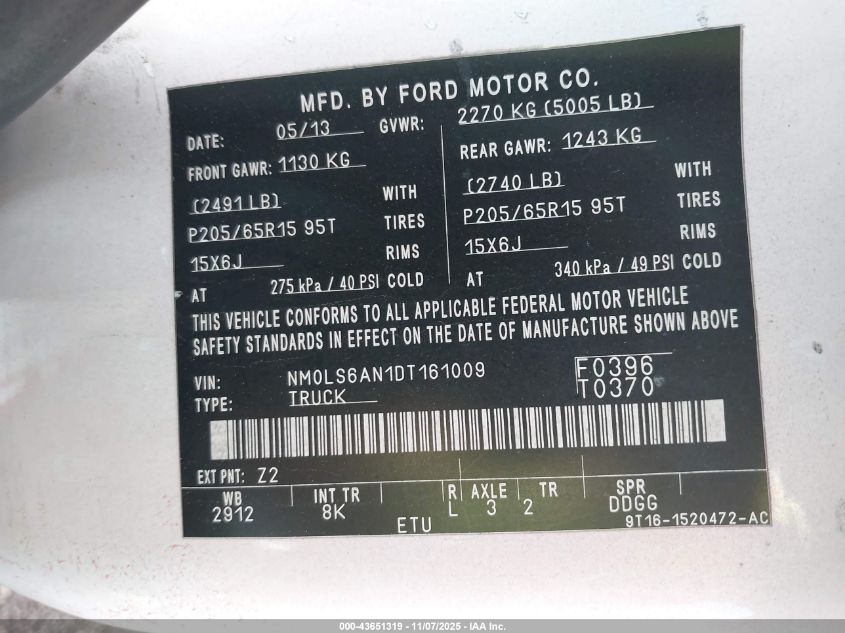 MFD. BY FORD MOTOR CO.
DATE: 05/13 GVWR: 2270 KG (5005 LB)
FRONT GAWR: 1130 KG REAR GAWR: 1243 KG
(2491 LB) WITH (2740 LB) WITH
P205/65R15 95T TIRES P205/65R15 95T TIRES
15X6J RIMS 15X6J RIMS
AT 275 kPa / 40 PSI COLD AT 340 kPa / 49 PSI COLD
THIS VEHICLE CONFORMS TO ALL APPLICABLE FEDERAL MOTOR VEHICLE
SAFETY STANDARDS IN EFFECT ON THE DATE OF MANUFACTURE SHOWN ABOVE
VIN: NM0LS6AN1DT161009 F0396
TYPE: TRUCK T0370
EXT PNT: Z2
WB INT TR R AXLE TR SPR
2912 8K L 3 2 DDGG
ETU 9T16-1520472-AC
000-43651319 - 11/07/2025 - IAA Inc.